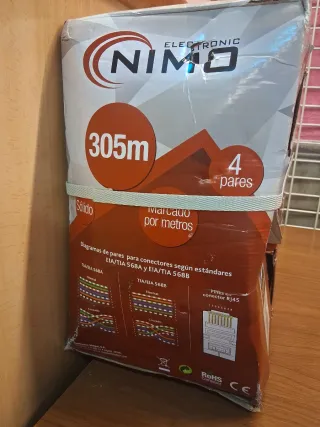 ELECTRONIC
NIMO
305m
4
pares
Sólido
Marcado
por metros
Diagramas de pares para conectores según estándares
EIA/TIA 568A y EIA/TIA 568B
TIA/EIA 568A
TIA/EIA 568B
conector RJ45
RoHS
CE